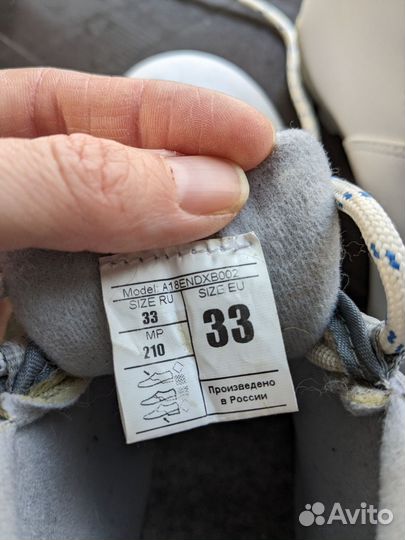 Model: A18ENDXB002
SIZE RU
33
MP
210
SIZE EU
33
Произведено
в России
Avito